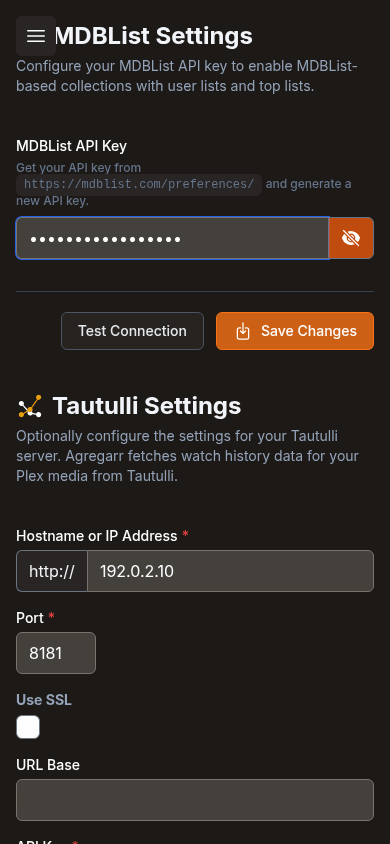 MDBList Settings
Configure your MDBList API key to enable MDBList-
based collections with user lists and top lists.
MDBList API Key
Get your API key from
https://mdblist.com/preferences/ and generate a
new API key.
•••••••••••••••••
Test Connection
Save Changes
Tautulli Settings
Optionally configure the settings for your Tautulli
server. Agregarr fetches watch history data for your
Plex media from Tautulli.
Hostname or IP Address *
http:// 192.0.2.10
Port *
8181
Use SSL
URL Base
API Key *